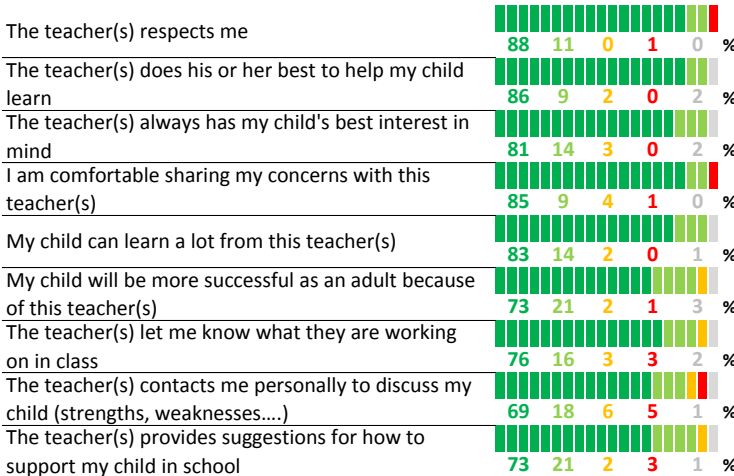 The teacher(s) respects me
88 11 0 1 0 %
The teacher(s) does his or her best to help my child
learn
86 9 2 0 2 %
The teacher(s) always has my child's best interest in
mind
81 14 3 0 2 %
I am comfortable sharing my concerns with this
teacher(s)
85 9 4 1 0 %
My child can learn a lot from this teacher(s)
83 14 2 0 1 %
My child will be more successful as an adult because
of this teacher(s)
73 21 2 1 3 %
The teacher(s) let me know what they are working
on in class
76 16 3 3 2 %
The teacher(s) contacts me personally to discuss my
child (strengths, weaknesses....)
69 18 6 5 1 %
The teacher(s) provides suggestions for how to
support my child in school
73 21 2 3 1 %